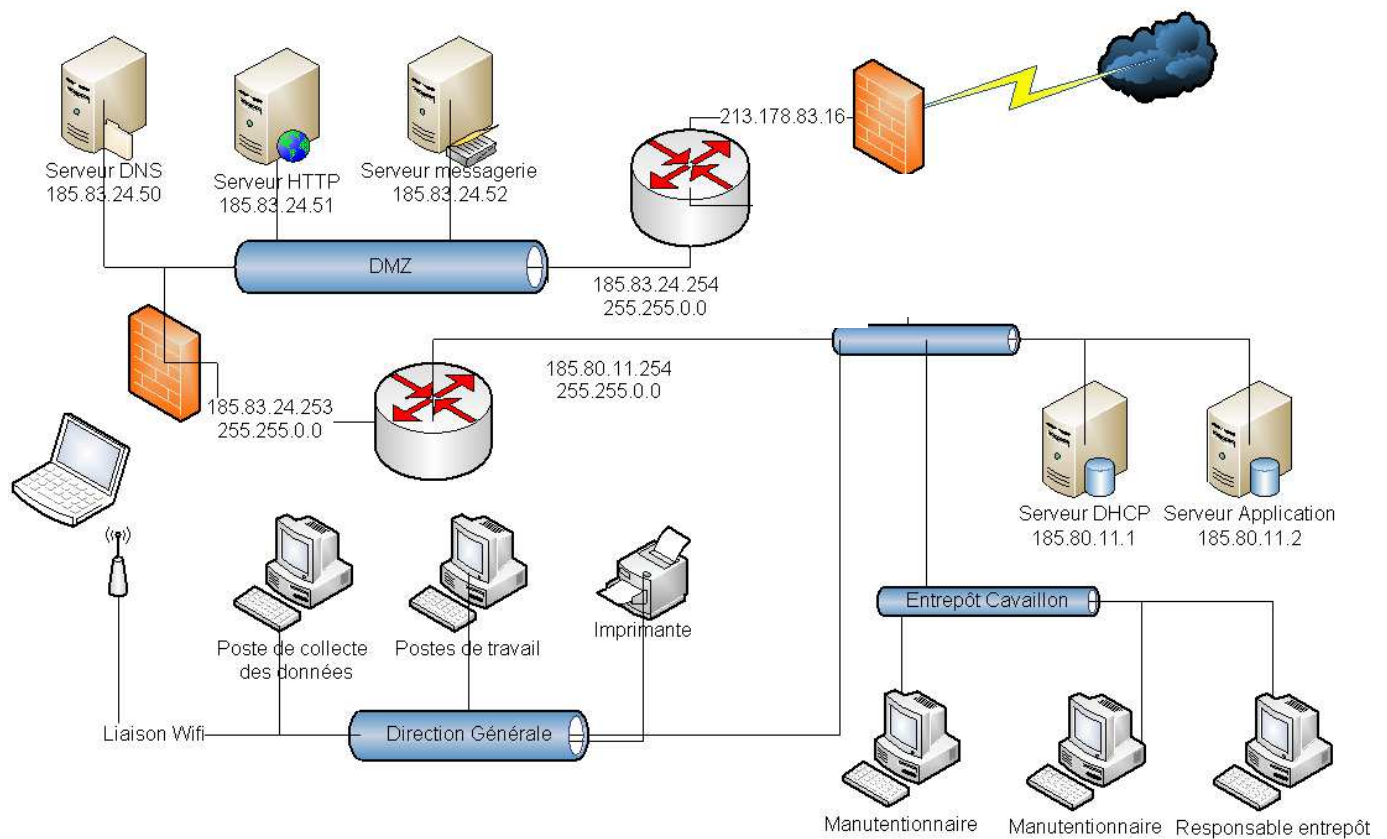 213.178.83.16
Serveur DNS
185.83.24.50
Serveur HTTP
185.83.24.51
Serveur messagerie
185.83.24.52
DMZ
185.83.24.254
255.255.0.0
185.80.11.254
255.255.0.0
185.83.24.253
255.255.0.0
Serveur DHCP
185.80.11.1
Serveur Application
185.80.11.2
Entrepôt Cavaillon
Poste de collecte
des données
Postes de travail
Imprimante
Liaison Wifi
Direction Générale
Manutentionnaire
Manutentionnaire
Responsable entrepôt